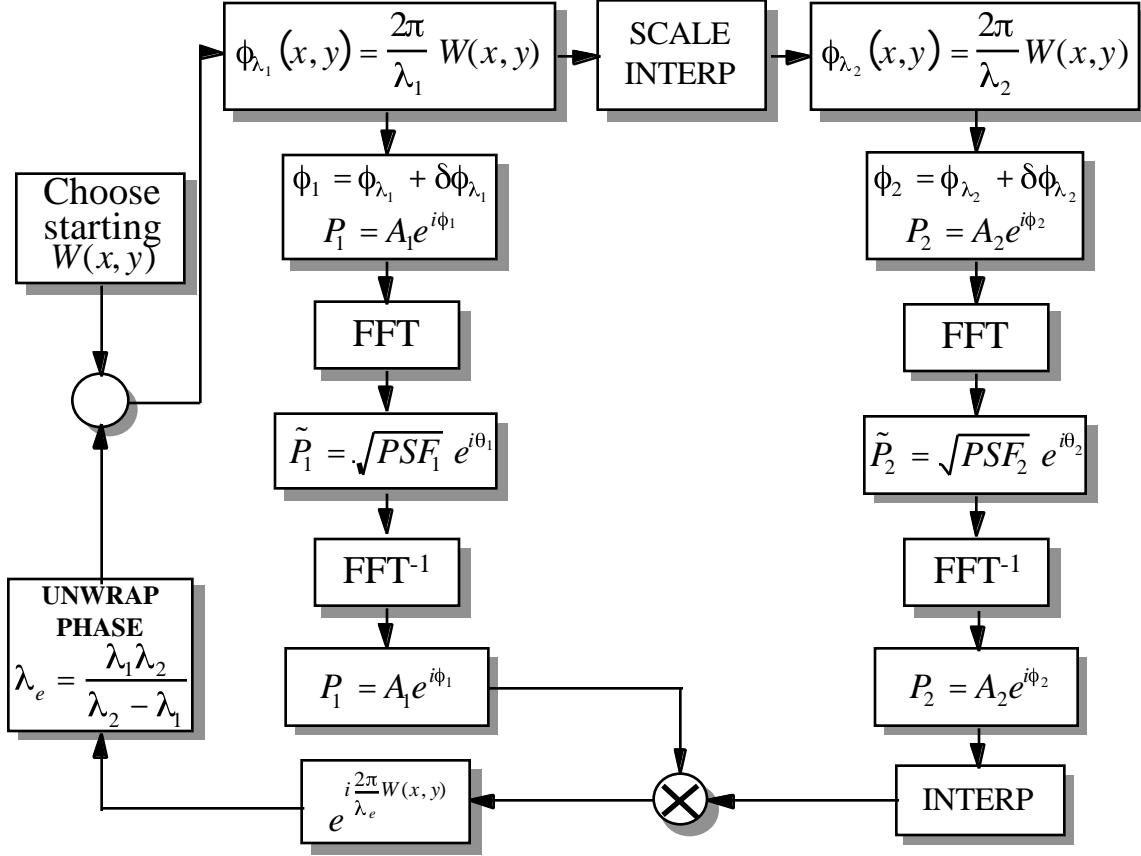 φ_λ₁(x, y) = 2π/λ₁ W(x, y)
SCALE
INTERP
φ_λ₂(x, y) = 2π/λ₂ W(x, y)
Choose
starting
W(x, y)
φ₁ = φ_λ₁ + δφ_λ₁
P₁ = A₁e^{iφ₁}
φ₂ = φ_λ₂ + δφ_λ₂
P₂ = A₂e^{iφ₂}
FFT
FFT
P̃₁ = √PSF₁ e^{iθ₁}
P̃₂ = √PSF₂ e^{iθ₂}
FFT⁻¹
FFT⁻¹
UNWRAP
PHASE
λ_e = λ₁λ₂/(λ₂ − λ₁)
P₁ = A₁e^{iφ₁}
P₂ = A₂e^{iφ₂}
e^{i 2π/λ_e W(x, y)}
INTERP